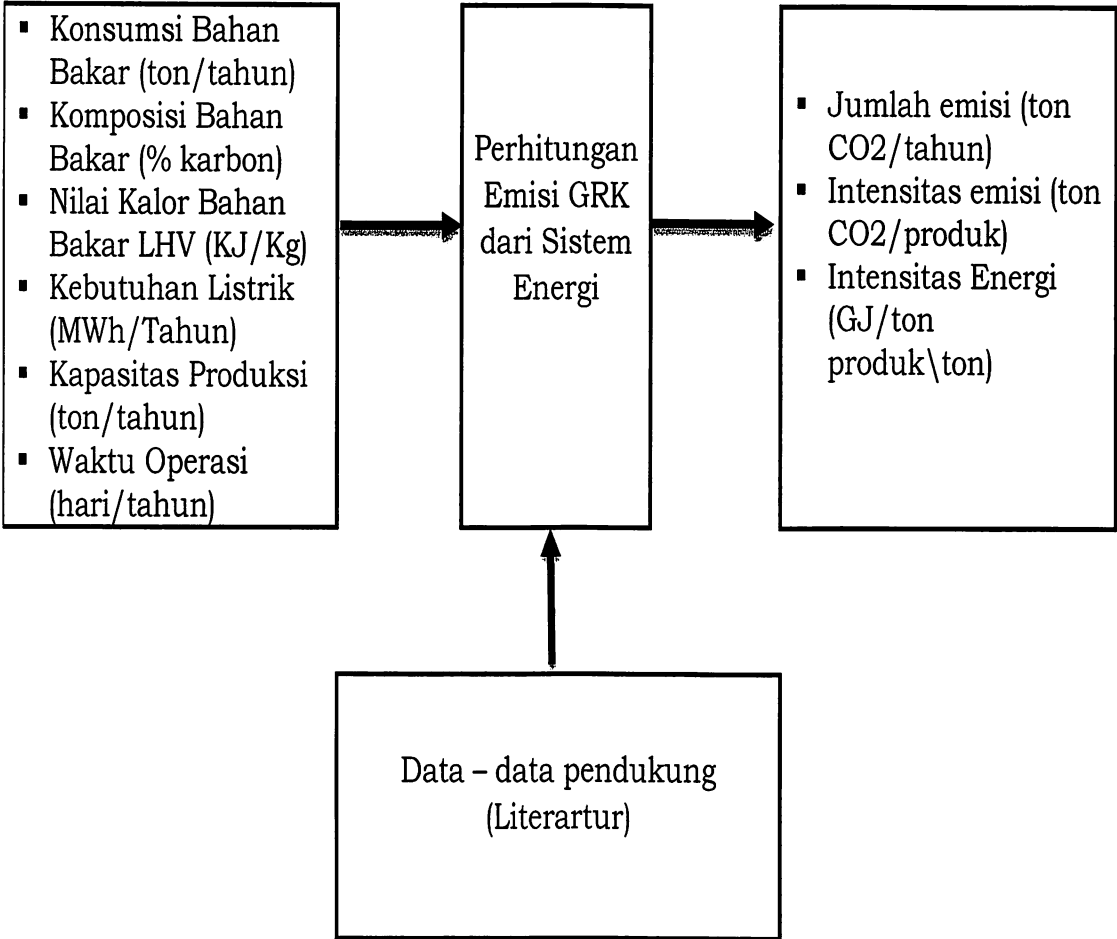 ▪ Konsumsi Bahan
Bakar (ton/tahun)
▪ Komposisi Bahan
Bakar (% karbon)
▪ Nilai Kalor Bahan
Bakar LHV (KJ/Kg)
▪ Kebutuhan Listrik
(MWh/Tahun)
▪ Kapasitas Produksi
(ton/tahun)
▪ Waktu Operasi
(hari/tahun)
Perhitungan
Emisi GRK
dari Sistem
Energi
▪ Jumlah emisi (ton
CO2/tahun)
▪ Intensitas emisi (ton
CO2/produk)
▪ Intensitas Energi
(GJ/ton
produk\ton)
Data – data pendukung
(Literartur)